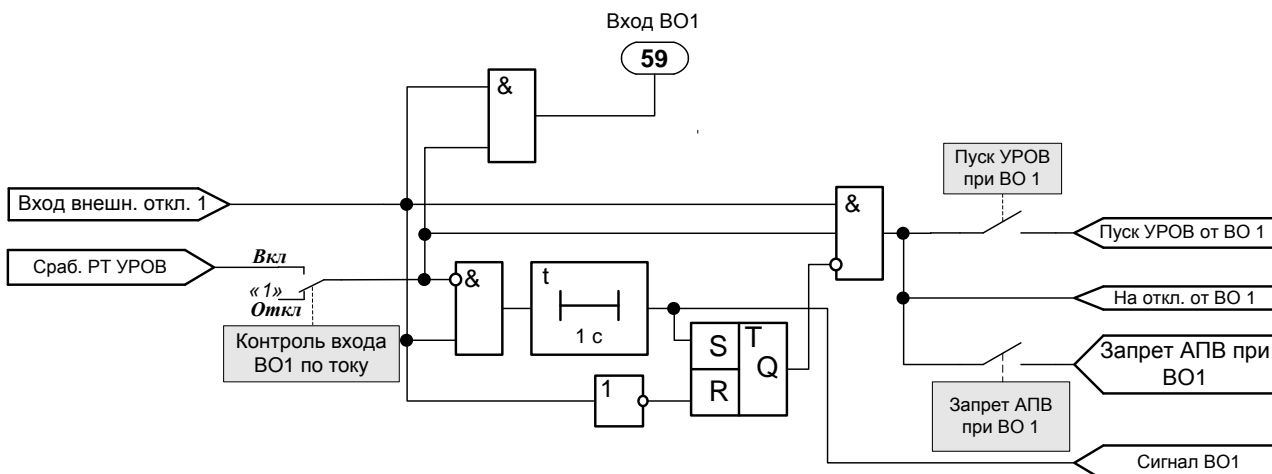 Вход ВО1
59
&
Пуск УРОВ
при ВО 1
Вход внешн. откл. 1
&
Пуск УРОВ от ВО 1
Сраб. РТ УРОВ
Вкл
«1»
Откл
&
t
1 с
На откл. от ВО 1
Контроль входа
ВО1 по току
S
T
Q
R
1
Запрет АПВ при
ВО1
Запрет АПВ
при ВО 1
Сигнал ВО1